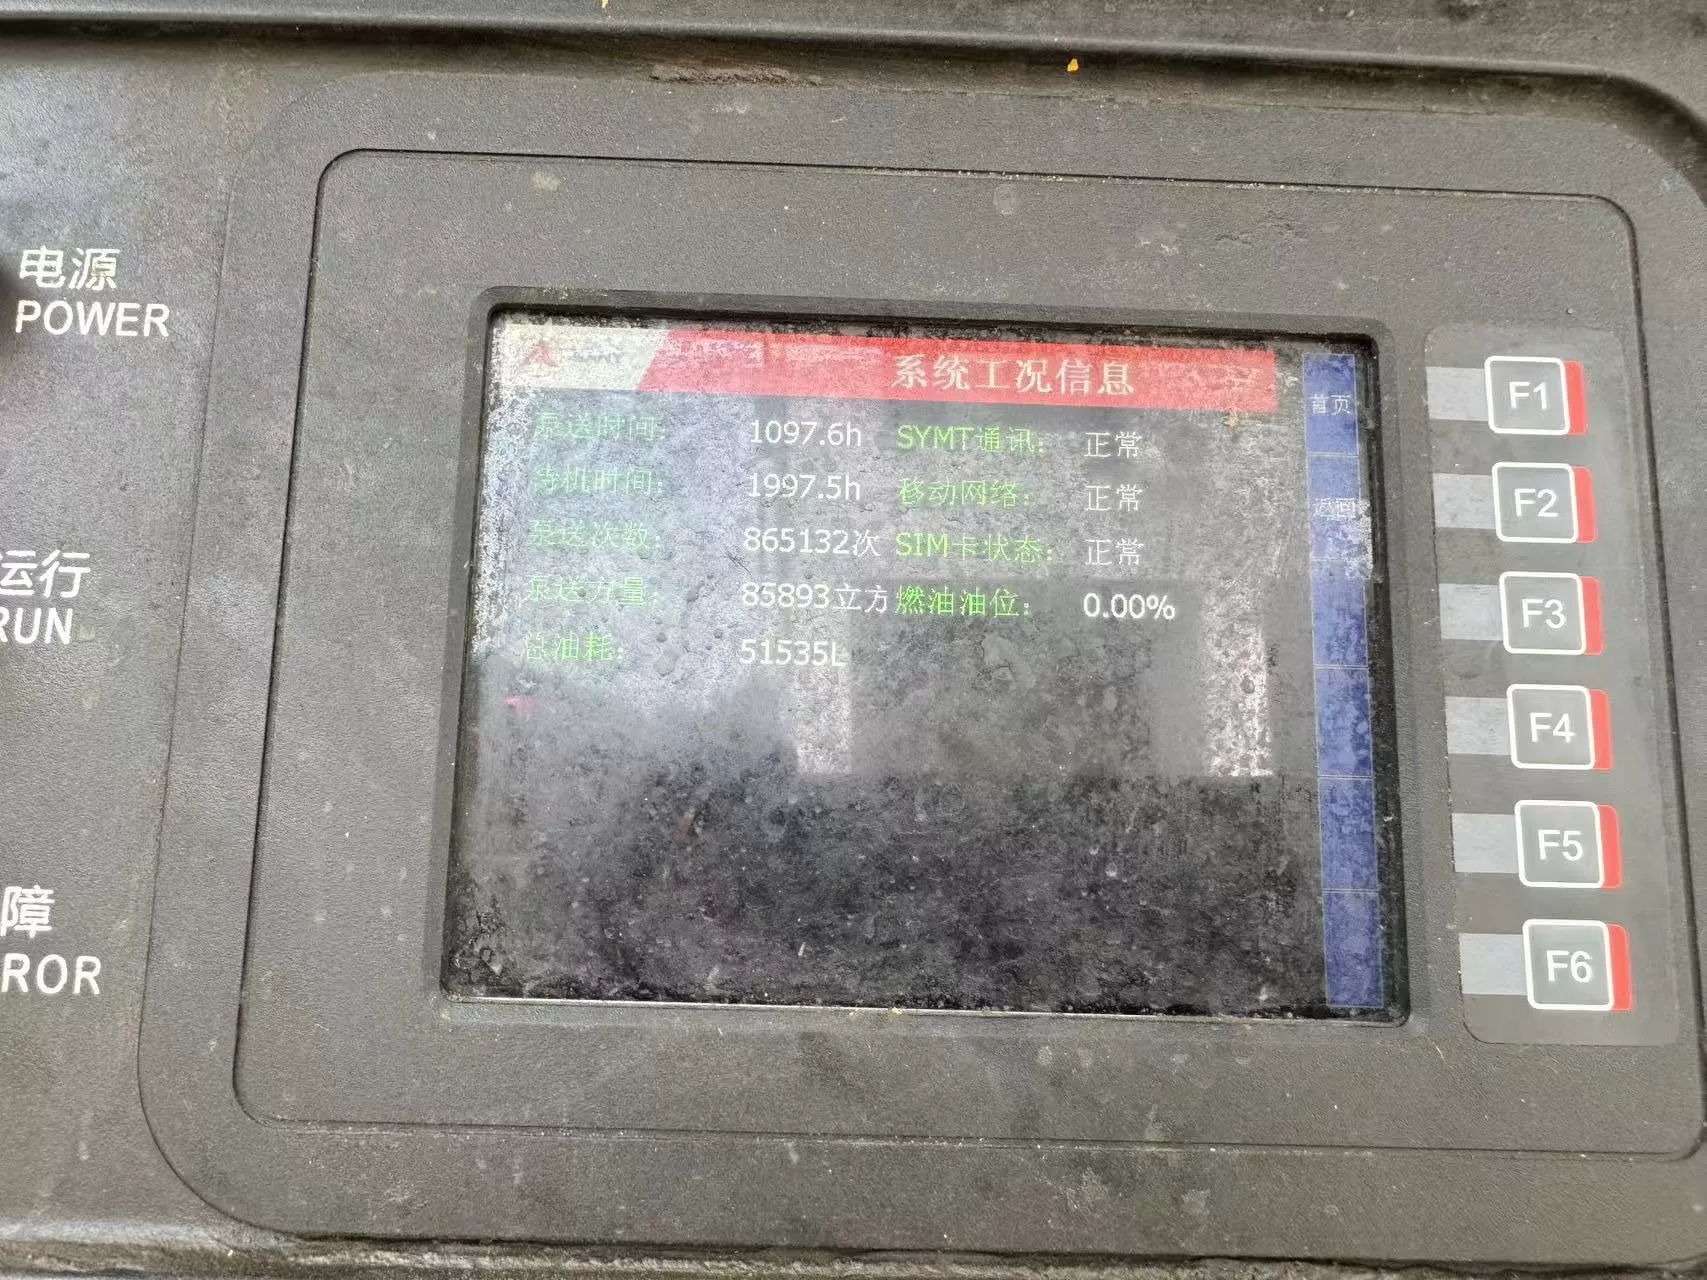 电源
POWER
运行
RUN
障
ROR
SANY
系统工况信息
泵送时间: 1097.6h SYMT通讯: 正常
待机时间: 1997.5h 移动网络: 正常
泵送次数: 865132次 SIM卡状态: 正常
泵送方量: 85893立方 燃油油位: 0.00%
总油耗: 51535L
首页
返回
F1
F2
F3
F4
F5
F6